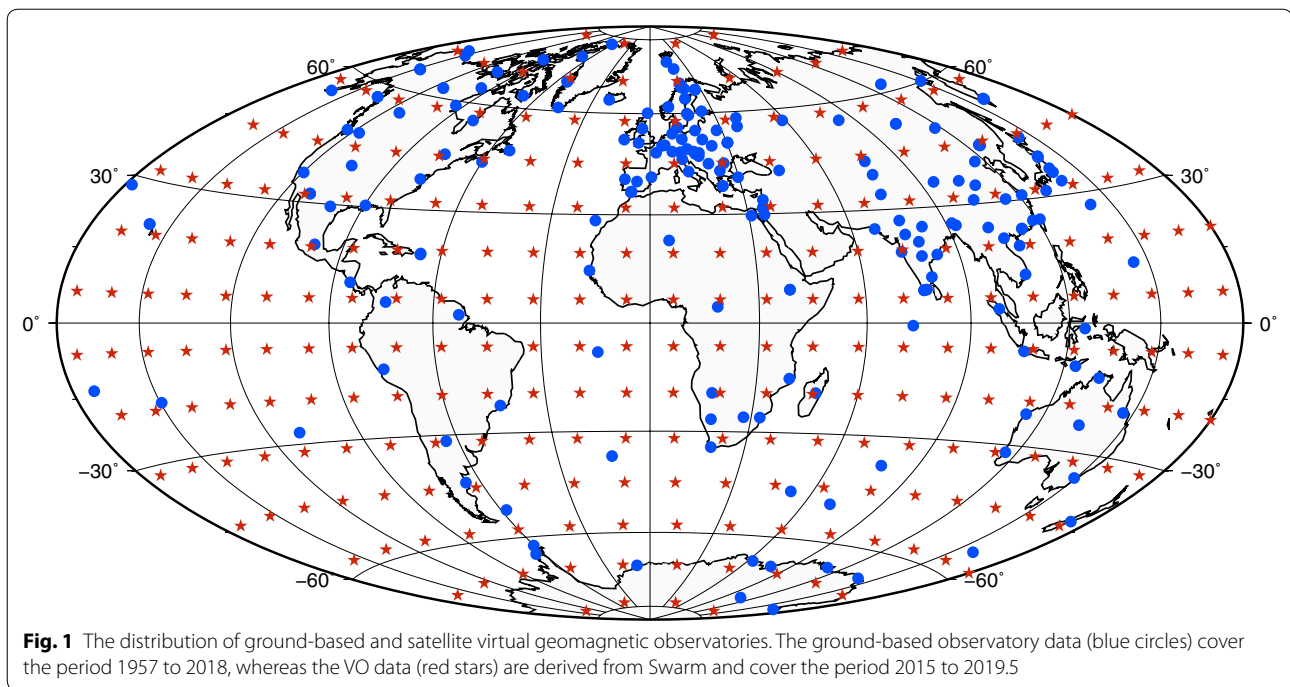 60˚ 60˚
30˚ 30˚
0˚ 0˚
−30˚ −30˚
−60 −60˚
Fig. 1 The distribution of ground-based and satellite virtual geomagnetic observatories. The ground-based observatory data (blue circles) cover
the period 1957 to 2018, whereas the VO data (red stars) are derived from Swarm and cover the period 2015 to 2019.5